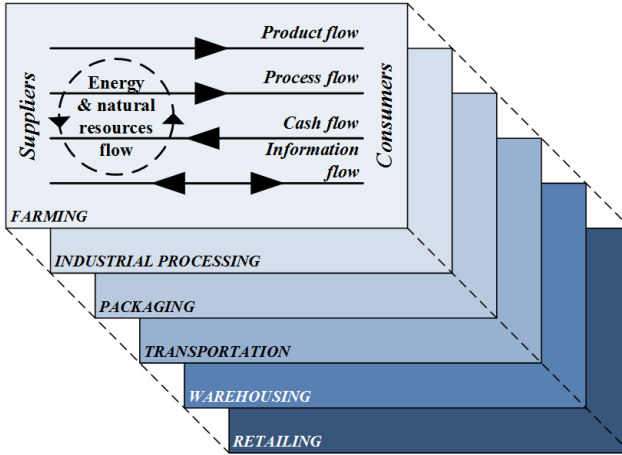 Product flow
Process flow
Cash flow
Information
flow
Suppliers
Energy
& natural
resources
flow
Consumers
FARMING
INDUSTRIAL PROCESSING
PACKAGING
TRANSPORTATION
WAREHOUSING
RETAILING